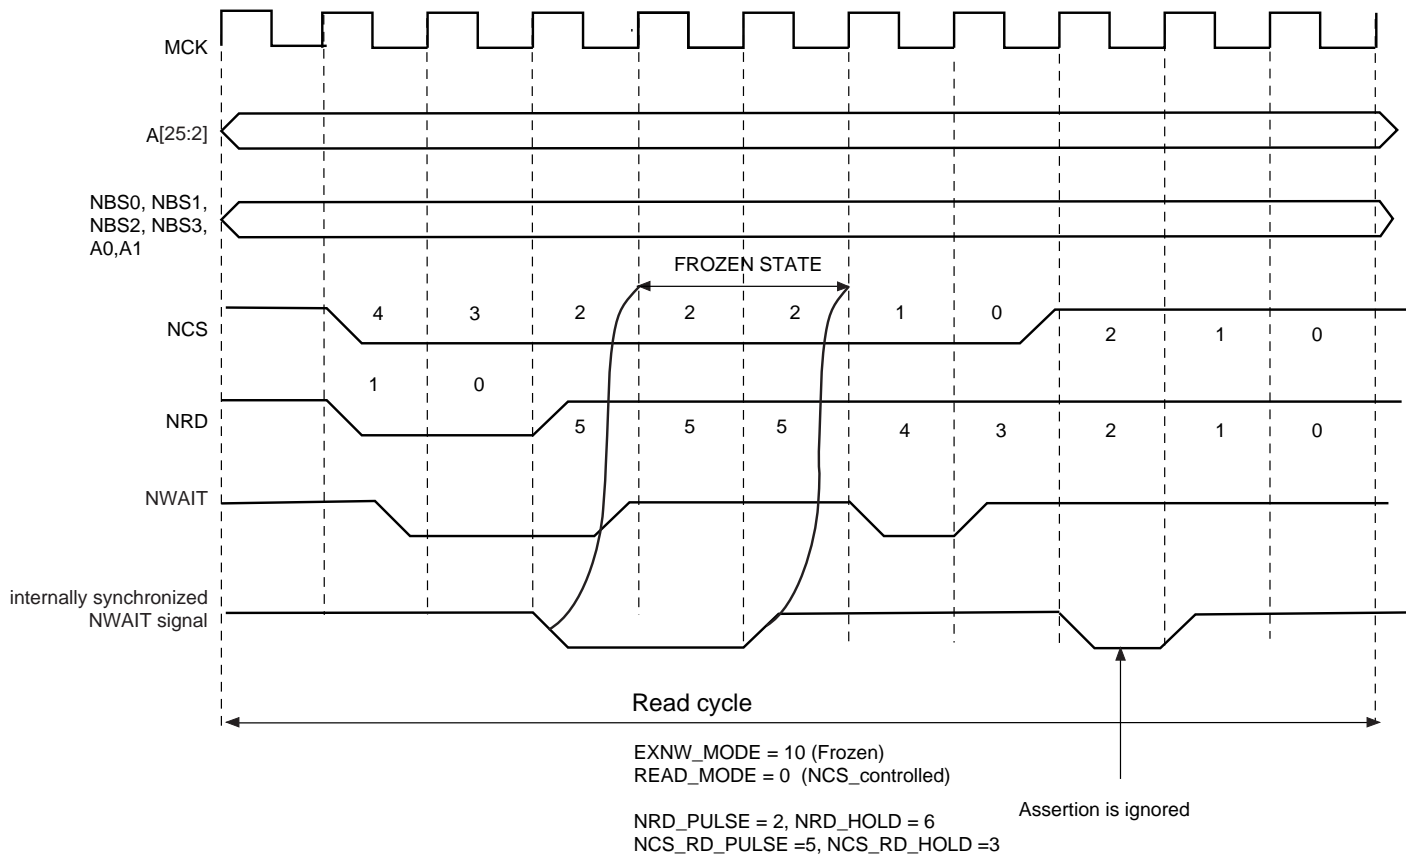 MCK
A[25:2]
NBS0, NBS1,
NBS2, NBS3,
A0,A1
FROZEN STATE
NCS
4 3 2 2 2 1 0
2 1 0
1 0
NRD
5 5 5 4 3 2 1 0
NWAIT
internally synchronized
NWAIT signal
Read cycle
EXNW_MODE = 10 (Frozen)
READ_MODE = 0 (NCS_controlled)
Assertion is ignored
NRD_PULSE = 2, NRD_HOLD = 6
NCS_RD_PULSE =5, NCS_RD_HOLD =3